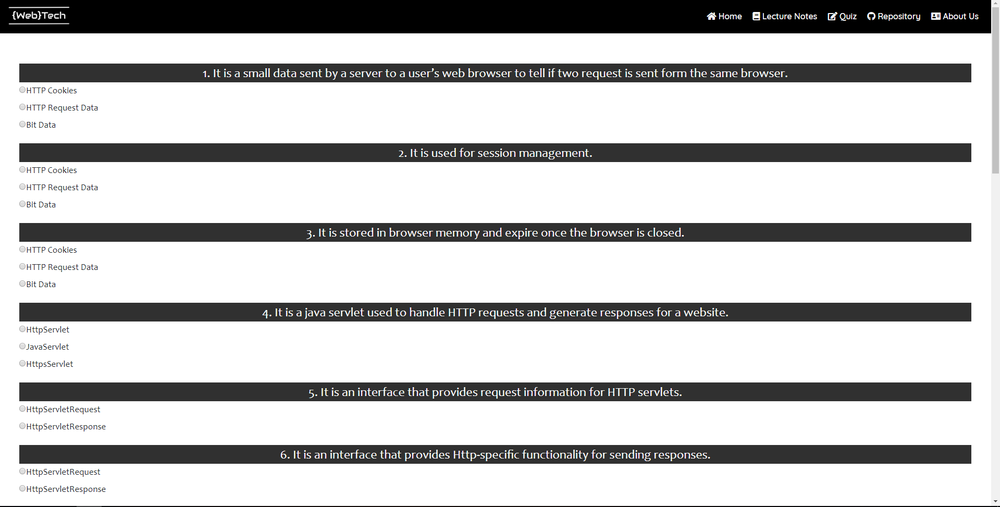 {Web}Tech
Home Lecture Notes Quiz Repository About Us
1. It is a small data sent by a server to a user’s web browser to tell if two request is sent form the same browser.
HTTP Cookies
HTTP Request Data
Bit Data
2. It is used for session management.
HTTP Cookies
HTTP Request Data
Bit Data
3. It is stored in browser memory and expire once the browser is closed.
HTTP Cookies
HTTP Request Data
Bit Data
4. It is a java servlet used to handle HTTP requests and generate responses for a website.
HttpServlet
JavaServlet
HttpsServlet
5. It is an interface that provides request information for HTTP servlets.
HttpServletRequest
HttpServletResponse
6. It is an interface that provides Http-specific functionality for sending responses.
HttpServletRequest
HttpServletResponse